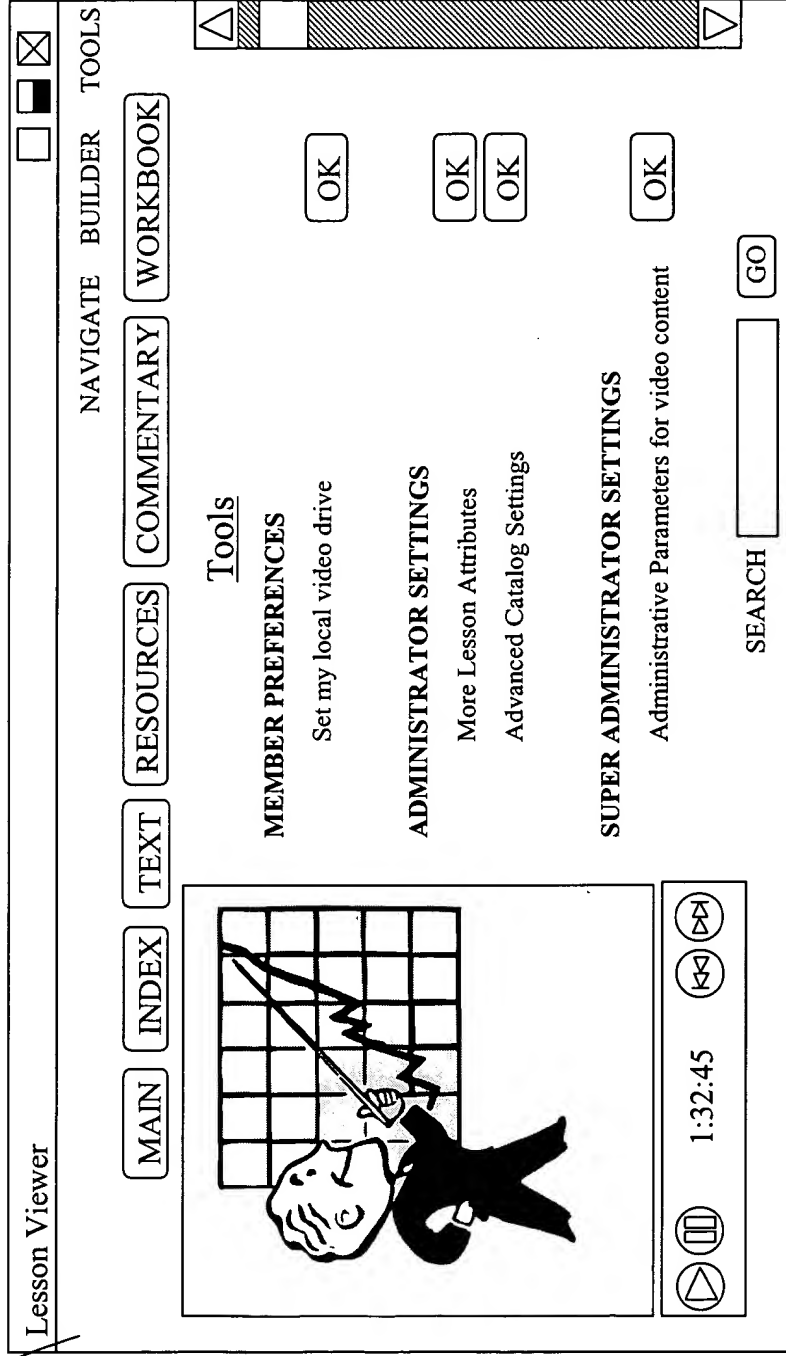 Lesson Viewer
NAVIGATE BUILDER TOOLS
MAIN INDEX TEXT RESOURCES COMMENTARY WORKBOOK
Tools
MEMBER PREFERENCES
Set my local video drive OK
ADMINISTRATOR SETTINGS
More Lesson Attributes OK
Advanced Catalog Settings OK
SUPER ADMINISTRATOR SETTINGS
Administrative Parameters for video content OK
1:32:45
SEARCH GO